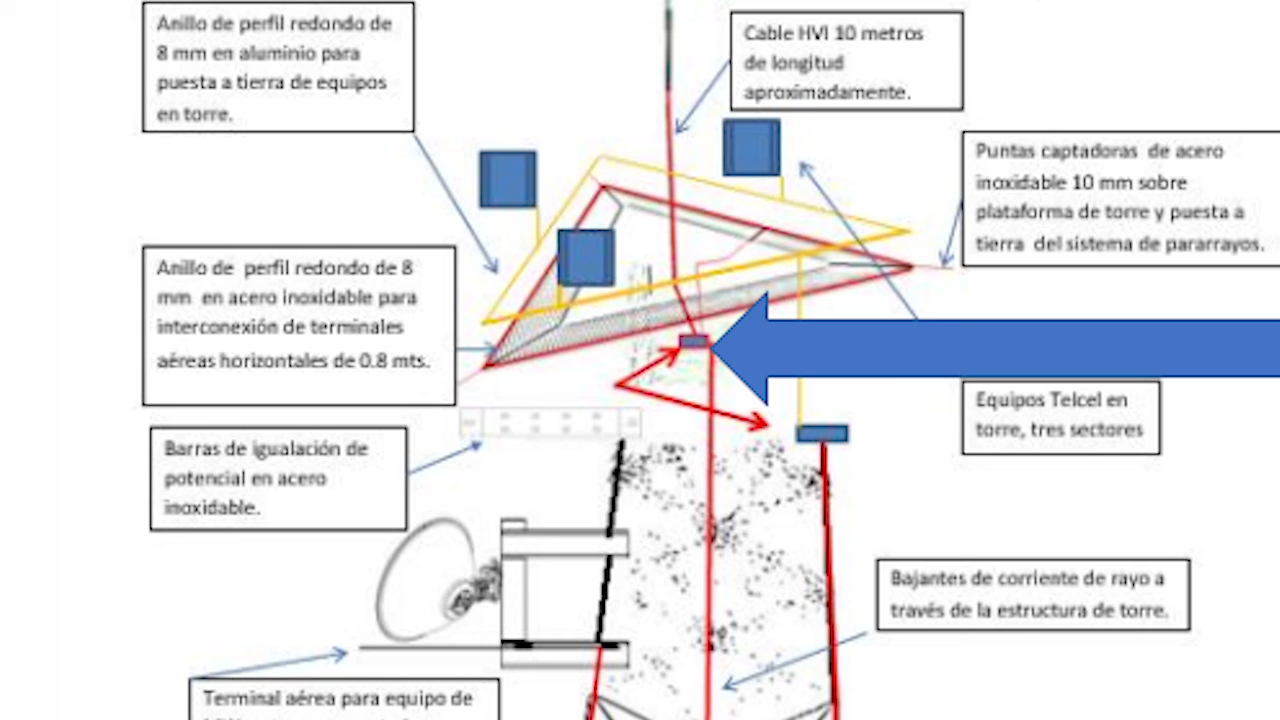 Anillo de perfil redondo de
8 mm en aluminio para
puesta a tierra de equipos
en torre.
Cable HVI 10 metros
de longitud
aproximadamente.
Puntas captadoras de acero
inoxidable 10 mm sobre
plataforma de torre y puesta a
tierra del sistema de pararrayos.
Anillo de perfil redondo de 8
mm en acero inoxidable para
interconexión de terminales
aéreas horizontales de 0.8 mts.
Equipos Telcel en
torre, tres sectores
Barras de igualación de
potencial en acero
inoxidable.
Bajantes de corriente de rayo a
través de la estructura de torre.
Terminal aérea para equipo de